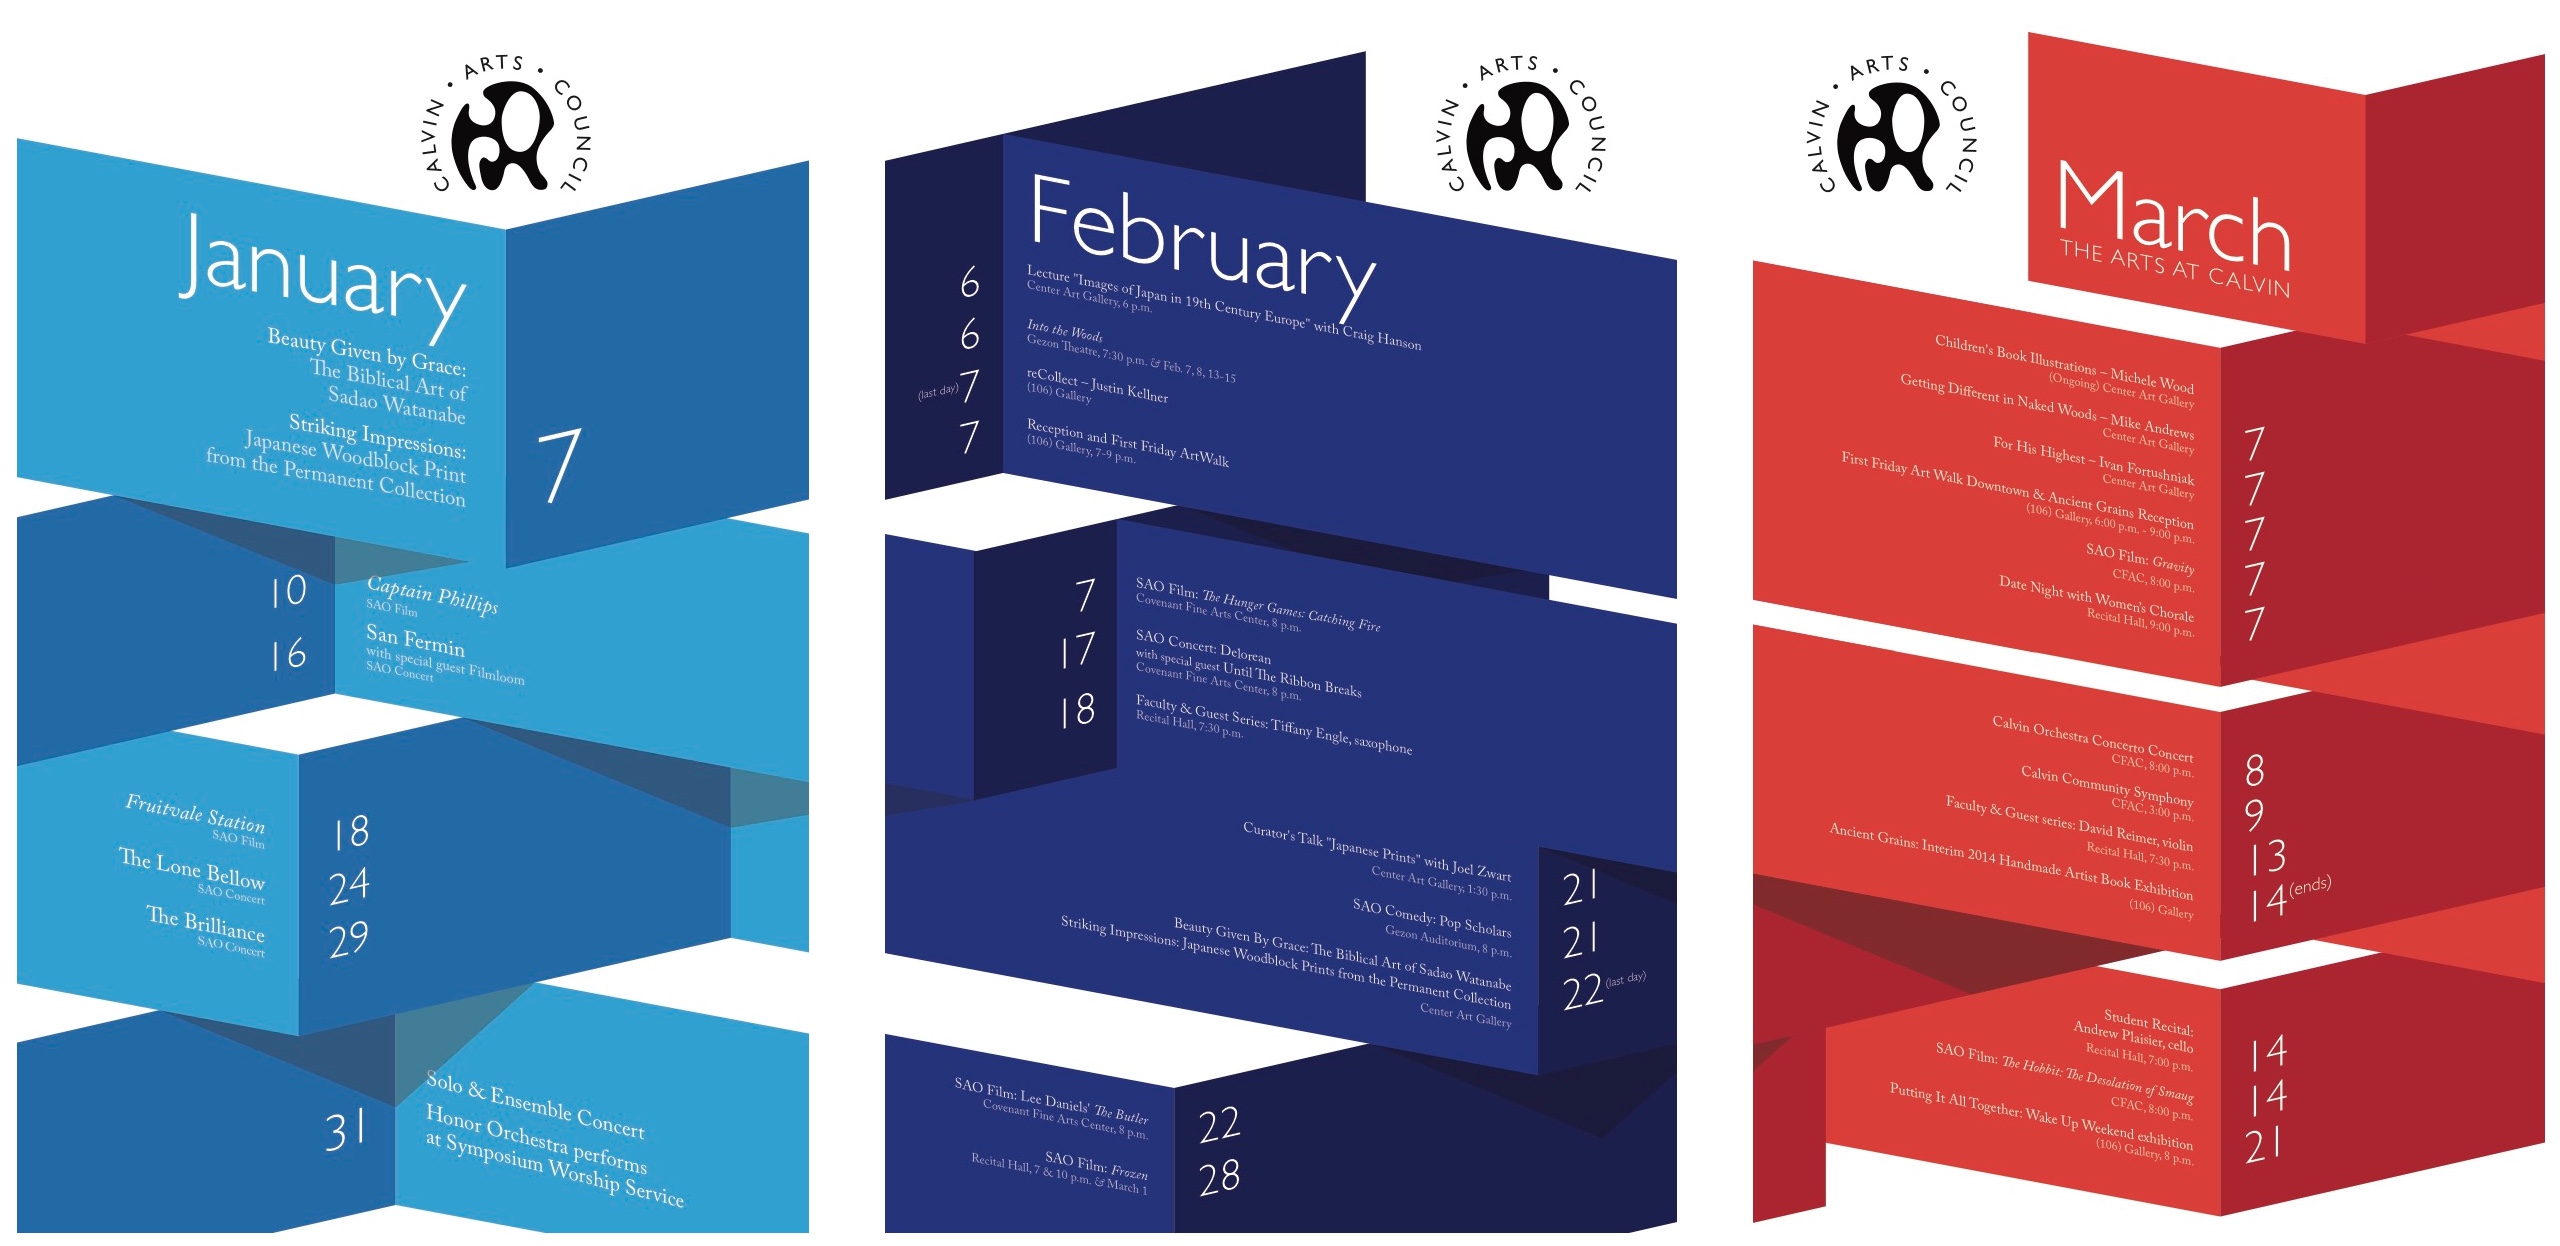 CALVIN • ARTS • COUNCIL
January
Beauty Given by Grace:
The Biblical Art of
Sadao Watanabe
Striking Impressions:
Japanese Woodblock Print
from the Permanent Collection
7
10
Captain Phillips
SAO Film
16
San Fermin
with special guest Filmloom
SAO Concert
Fruitvale Station
SAO Film
18
The Lone Bellow
SAO Concert
24
The Brilliance
SAO Concert
29
31
Solo & Ensemble Concert
Honor Orchestra performs
at Symposium Worship Service
CALVIN • ARTS • COUNCIL
February
6
Lecture "Images of Japan in 19th Century Europe" with Craig Hanson
Center Art Gallery, 6 p.m.
6
Into the Woods
Gezon Theatre, 7:30 p.m. & Feb. 7, 8, 13-15
(last day) 7
reCollect – Justin Kellner
(106) Gallery
7
Reception and First Friday ArtWalk
(106) Gallery, 7-9 p.m.
7
SAO Film: The Hunger Games: Catching Fire
Covenant Fine Arts Center, 8 p.m.
17
SAO Concert: Delorean
with special guest Until The Ribbon Breaks
Covenant Fine Arts Center, 8 p.m.
18
Faculty & Guest Series: Tiffany Engle, saxophone
Recital Hall, 7:30 p.m.
Curator's Talk "Japanese Prints" with Joel Zwart
Center Art Gallery, 1:30 p.m.
21
SAO Comedy: Pop Scholars
Gezon Auditorium, 8 p.m.
21
Beauty Given By Grace: The Biblical Art of Sadao Watanabe
Striking Impressions: Japanese Woodblock Prints from the Permanent Collection
Center Art Gallery
22 (last day)
SAO Film: Lee Daniels' The Butler
Covenant Fine Arts Center, 8 p.m.
22
SAO Film: Frozen
Recital Hall, 7 & 10 p.m. & March 1
28
CALVIN • ARTS • COUNCIL
March
THE ARTS AT CALVIN
Children's Book Illustrations – Michele Wood
(Ongoing) Center Art Gallery
7
Getting Different in Naked Woods – Mike Andrews
Center Art Gallery
7
For His Highest – Ivan Fortushniak
Center Art Gallery
7
First Friday Art Walk Downtown & Ancient Grains Reception
(106) Gallery, 6:00 p.m. - 9:00 p.m.
7
SAO Film: Gravity
CFAC, 8:00 p.m.
7
Date Night with Women's Chorale
Recital Hall, 9:00 p.m.
Calvin Orchestra Concerto Concert
CFAC, 8:00 p.m.
8
Calvin Community Symphony
CFAC, 3:00 p.m.
9
Faculty & Guest series: David Reimer, violin
Recital Hall, 7:30 p.m.
13
Ancient Grains: Interim 2014 Handmade Artist Book Exhibition
(106) Gallery
14 (ends)
Student Recital:
Andrew Plaisier, cello
Recital Hall, 7:00 p.m.
14
SAO Film: The Hobbit: The Desolation of Smaug
CFAC, 8:00 p.m.
14
Putting It All Together: Wake Up Weekend exhibition
(106) Gallery, 8 p.m.
21